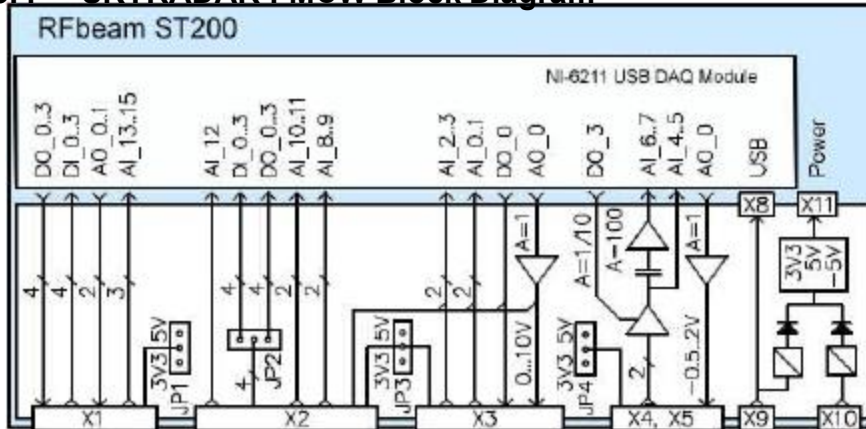 RFbeam ST200
NI-6211 USB DAQ Module
DO_0..3
DI_0..3
AO_0..1
AI_13..15
AI_12
DI_0..3
DO_0..3
AI_10..11
AI_8..9
AI_2..3
AI_0..1
DO_0
AO_0
DO_3
AI_6..7
AI_4..5
AO_0
USB
Power
X8
X11
A=1
A=1/10
A=100
A=1
3V3
5V
-5V
4
4
2
3
4
4
2
2
2
2
0...10V
2
-0.5..2V
3V3 5V
JP1
JP2
4
3V3 5V
JP3
3V3 5V
JP4
X1
X2
X3
X4, X5
X9
X10